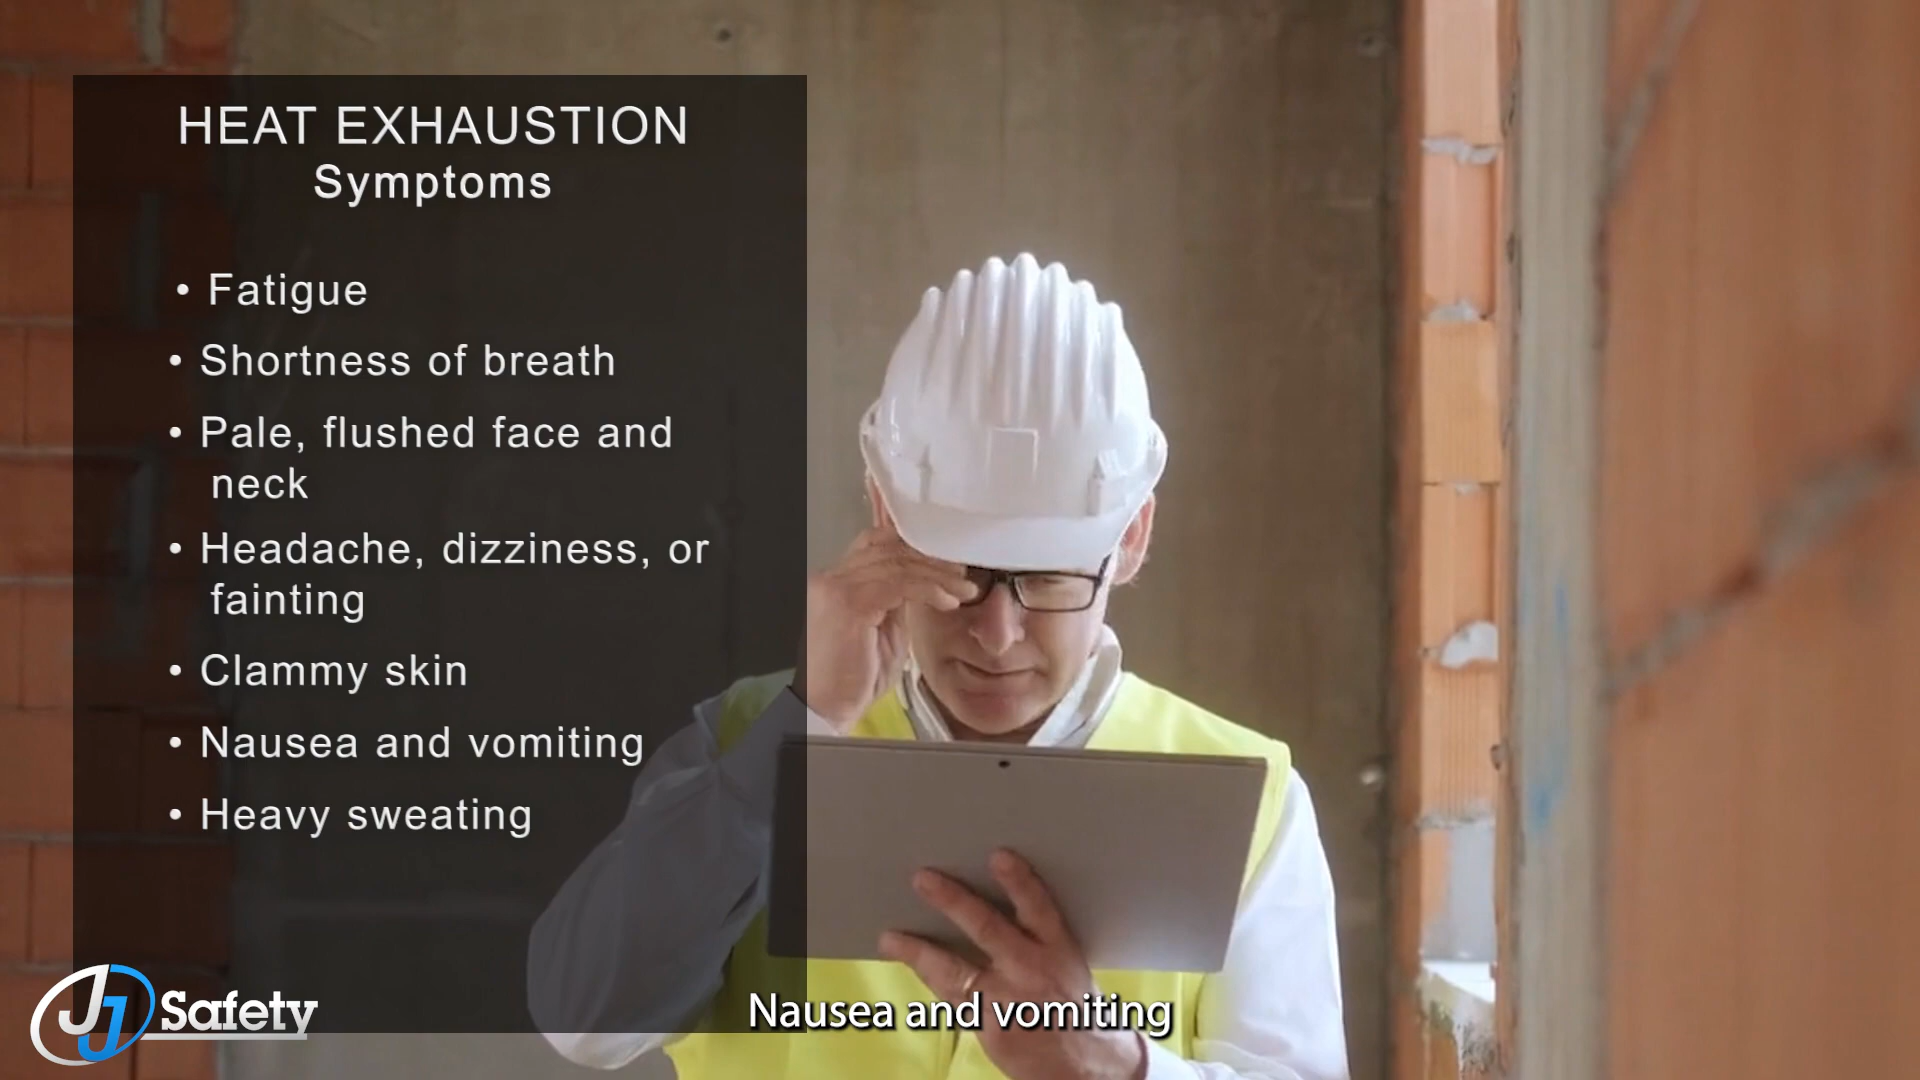 HEAT EXHAUSTION
Symptoms
• Fatigue
• Shortness of breath
• Pale, flushed face and
neck
• Headache, dizziness, or
fainting
• Clammy skin
• Nausea and vomiting
• Heavy sweating
JJ Safety
Nausea and vomiting